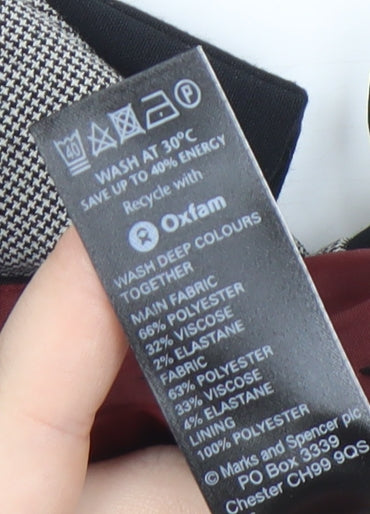 40
P
WASH AT 30°C
SAVE UP TO 40% ENERGY
Recycle with
Oxfam
WASH DEEP COLOURS
TOGETHER
MAIN FABRIC
66% POLYESTER
32% VISCOSE
2% ELASTANE
FABRIC
63% POLYESTER
33% VISCOSE
4% ELASTANE
LINING
100% POLYESTER
© Marks and Spencer plc
PO Box 3339
Chester CH99 9QS